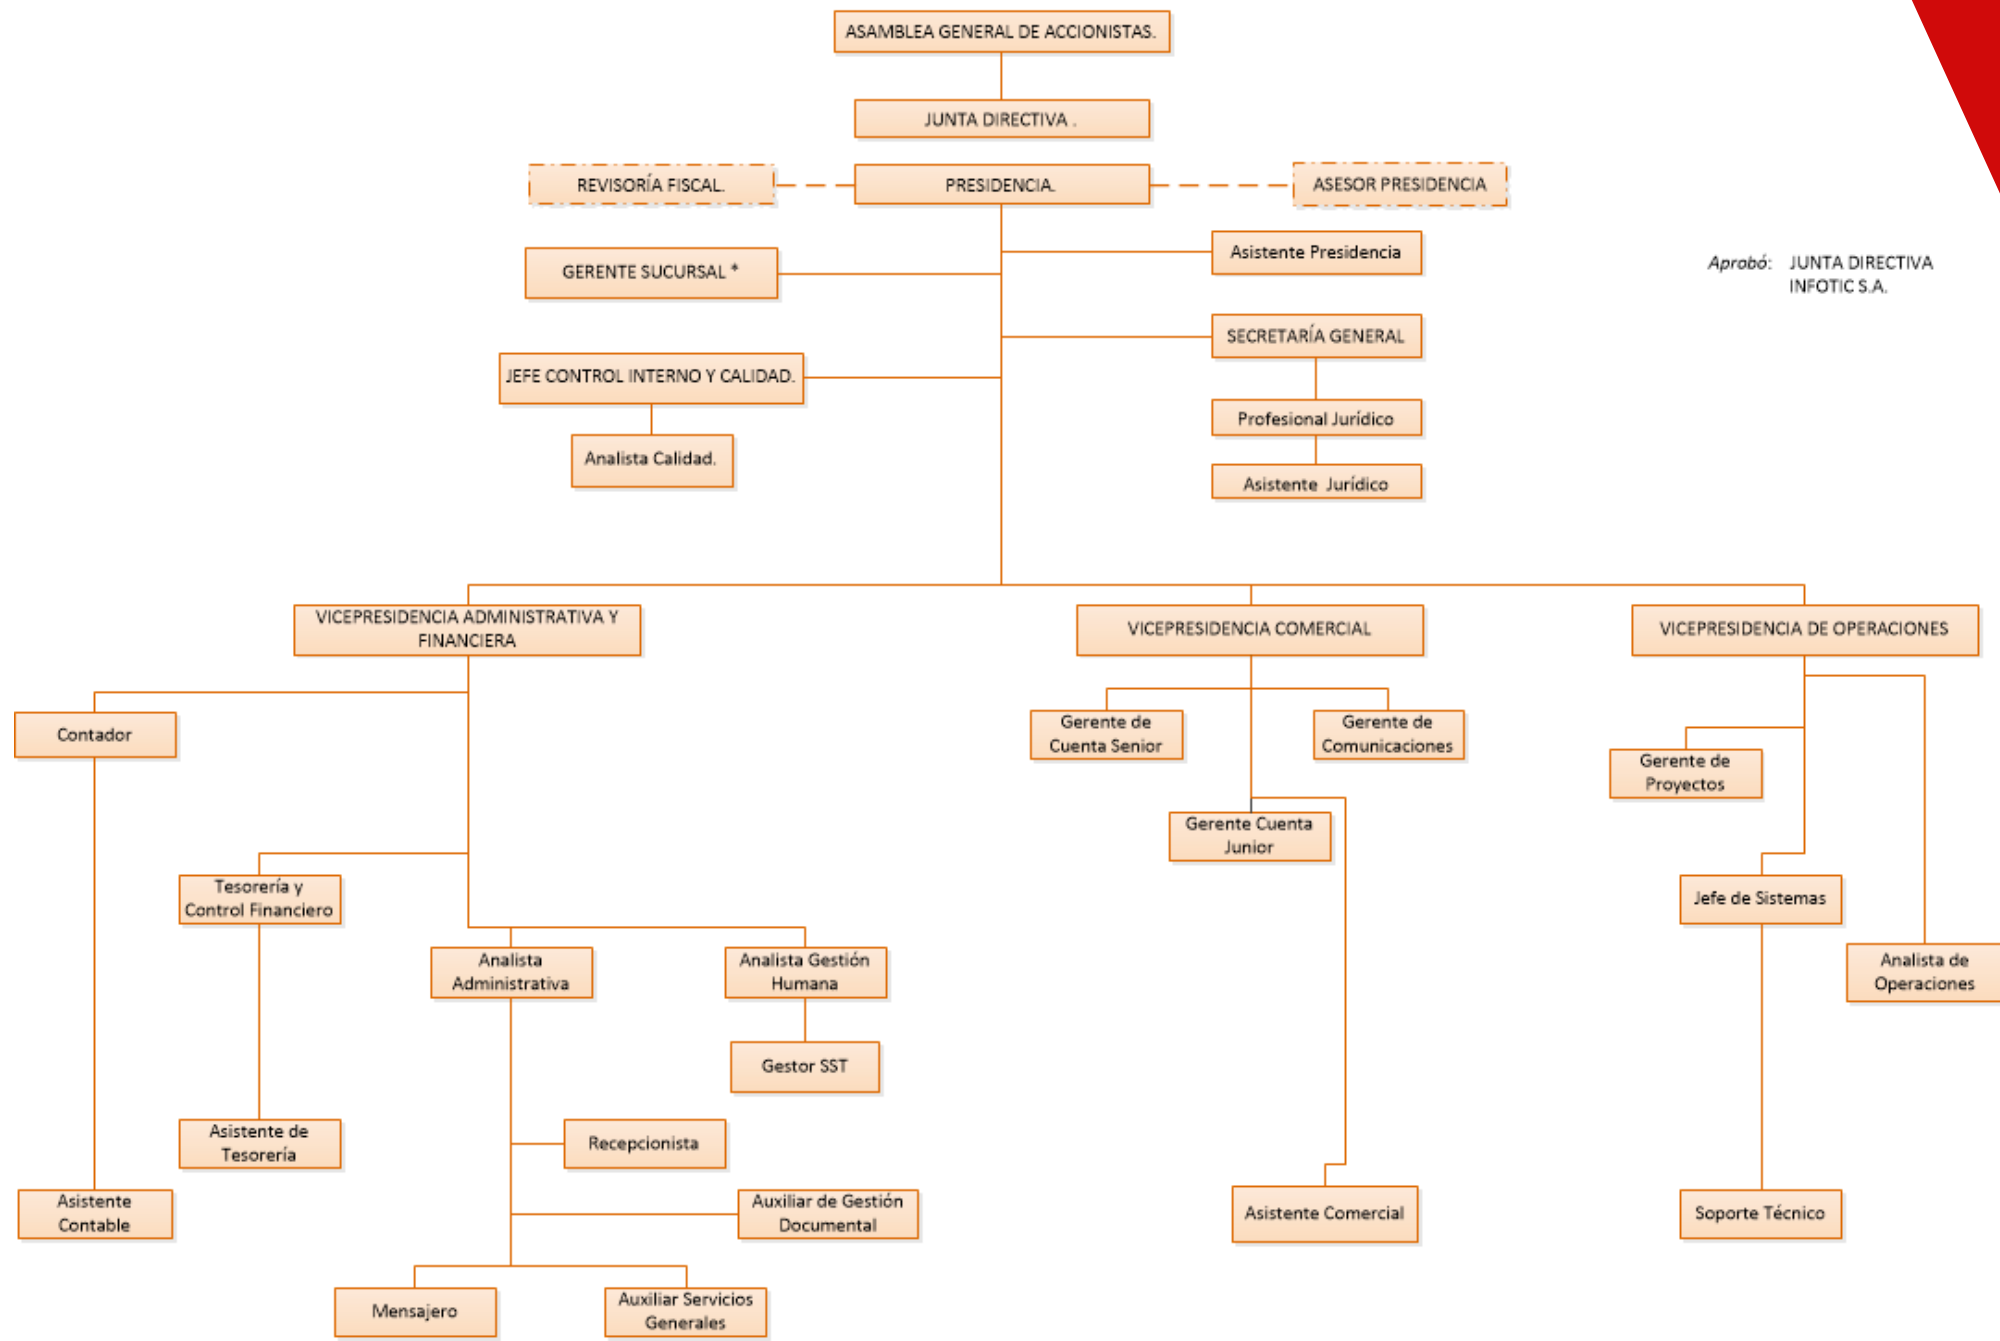 ASAMBLEA GENERAL DE ACCIONISTAS.
JUNTA DIRECTIVA .
REVISORÍA FISCAL.
PRESIDENCIA.
ASESOR PRESIDENCIA
Asistente Presidencia
GERENTE SUCURSAL *
Aprobó: JUNTA DIRECTIVA
INFOTIC S.A.
SECRETARÍA GENERAL
JEFE CONTROL INTERNO Y CALIDAD.
Profesional Jurídico
Analista Calidad.
Asistente Jurídico
VICEPRESIDENCIA ADMINISTRATIVA Y
FINANCIERA
VICEPRESIDENCIA COMERCIAL
VICEPRESIDENCIA DE OPERACIONES
Contador
Gerente de
Cuenta Senior
Gerente de
Comunicaciones
Gerente de
Proyectos
Gerente Cuenta
Junior
Tesorería y
Control Financiero
Jefe de Sistemas
Analista
Administrativa
Analista Gestión
Humana
Analista de
Operaciones
Gestor SST
Asistente de
Tesorería
Recepcionista
Asistente
Contable
Auxiliar de Gestión
Documental
Asistente Comercial
Soporte Técnico
Mensajero
Auxiliar Servicios
Generales